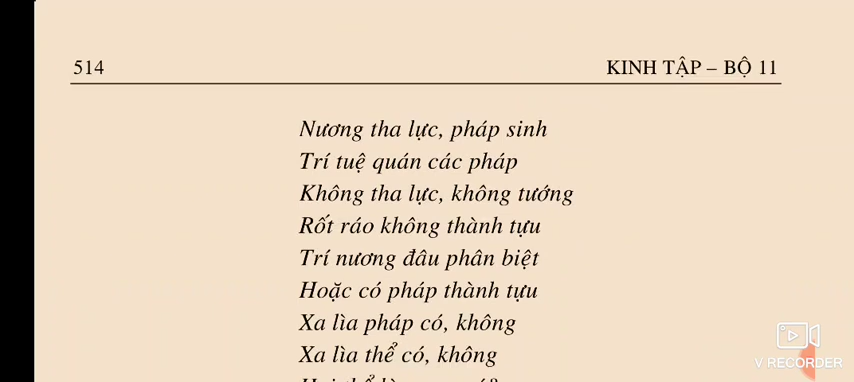 514 KINH TẬP – BỘ 11
Nương tha lực, pháp sinh
Trí tuệ quán các pháp
Không tha lực, không tướng
Rốt ráo không thành tựu
Trí nương đâu phân biệt
Hoặc có pháp thành tựu
Xa lìa pháp có, không
Xa lìa thể có, không
V RECORDER